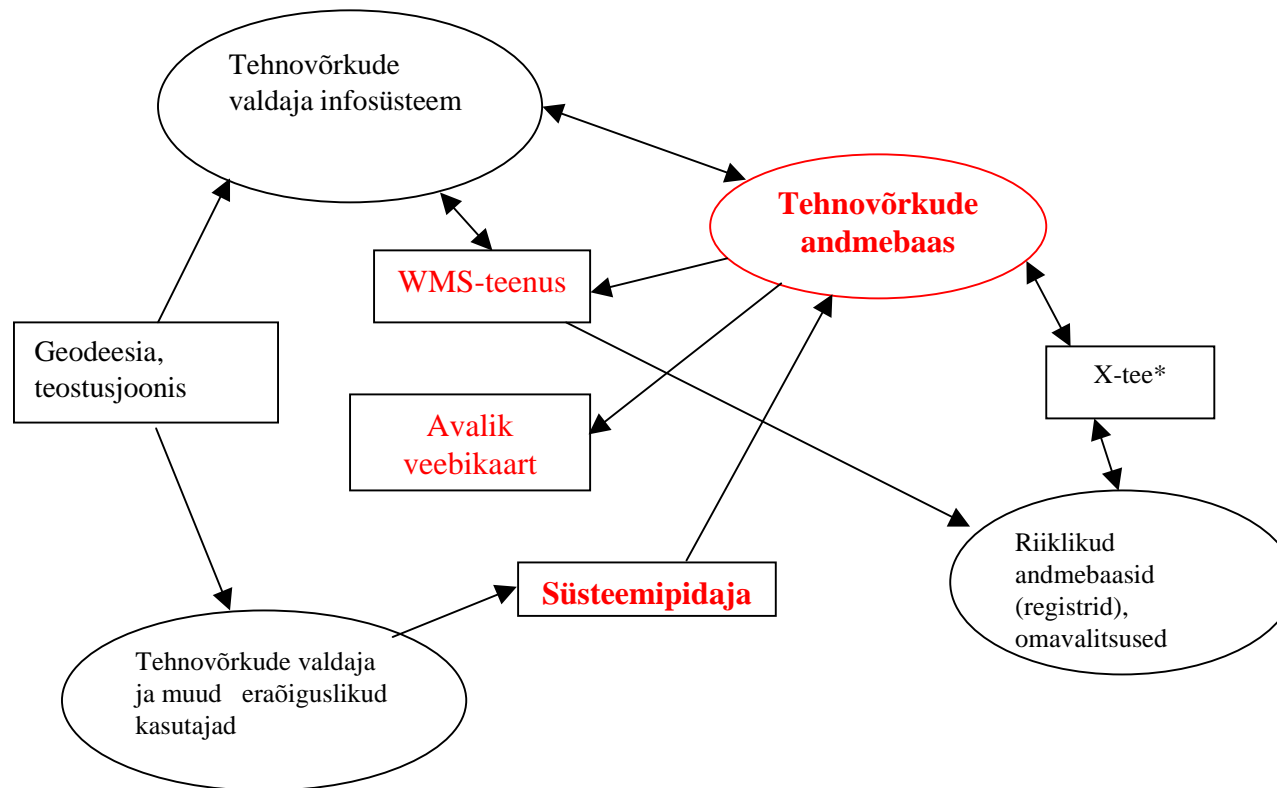 Tehnovõrkude
valdaja infosüsteem
Tehnovõrkude
andmebaas
WMS-teenus
Geodeesia,
teostusjoonis
X-tee*
Avalik
veebikaart
Riiklikud
andmebaasid
(registrid),
omavalitsused
Süsteemipidaja
Tehnovõrkude valdaja
ja muud eraõiguslikud
kasutajad